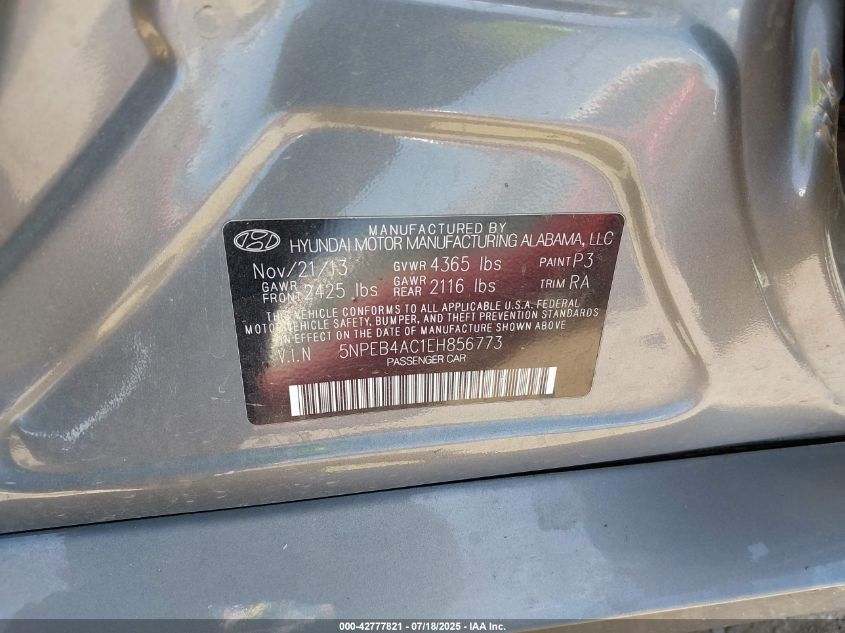 MANUFACTURED BY
HYUNDAI MOTOR MANUFACTURING ALABAMA, LLC
Nov/21/13 GVWR 4365 lbs PAINT P3
GAWR FRONT 2425 lbs GAWR REAR 2116 lbs TRIM RA
THIS VEHICLE CONFORMS TO ALL APPLICABLE U.S.A. FEDERAL
MOTOR VEHICLE SAFETY, BUMPER, AND THEFT PREVENTION STANDARDS
IN EFFECT ON THE DATE OF MANUFACTURE SHOWN ABOVE
V.I.N 5NPEB4AC1EH856773
PASSENGER CAR
000-42777821 - 07/18/2025 - IAA Inc.